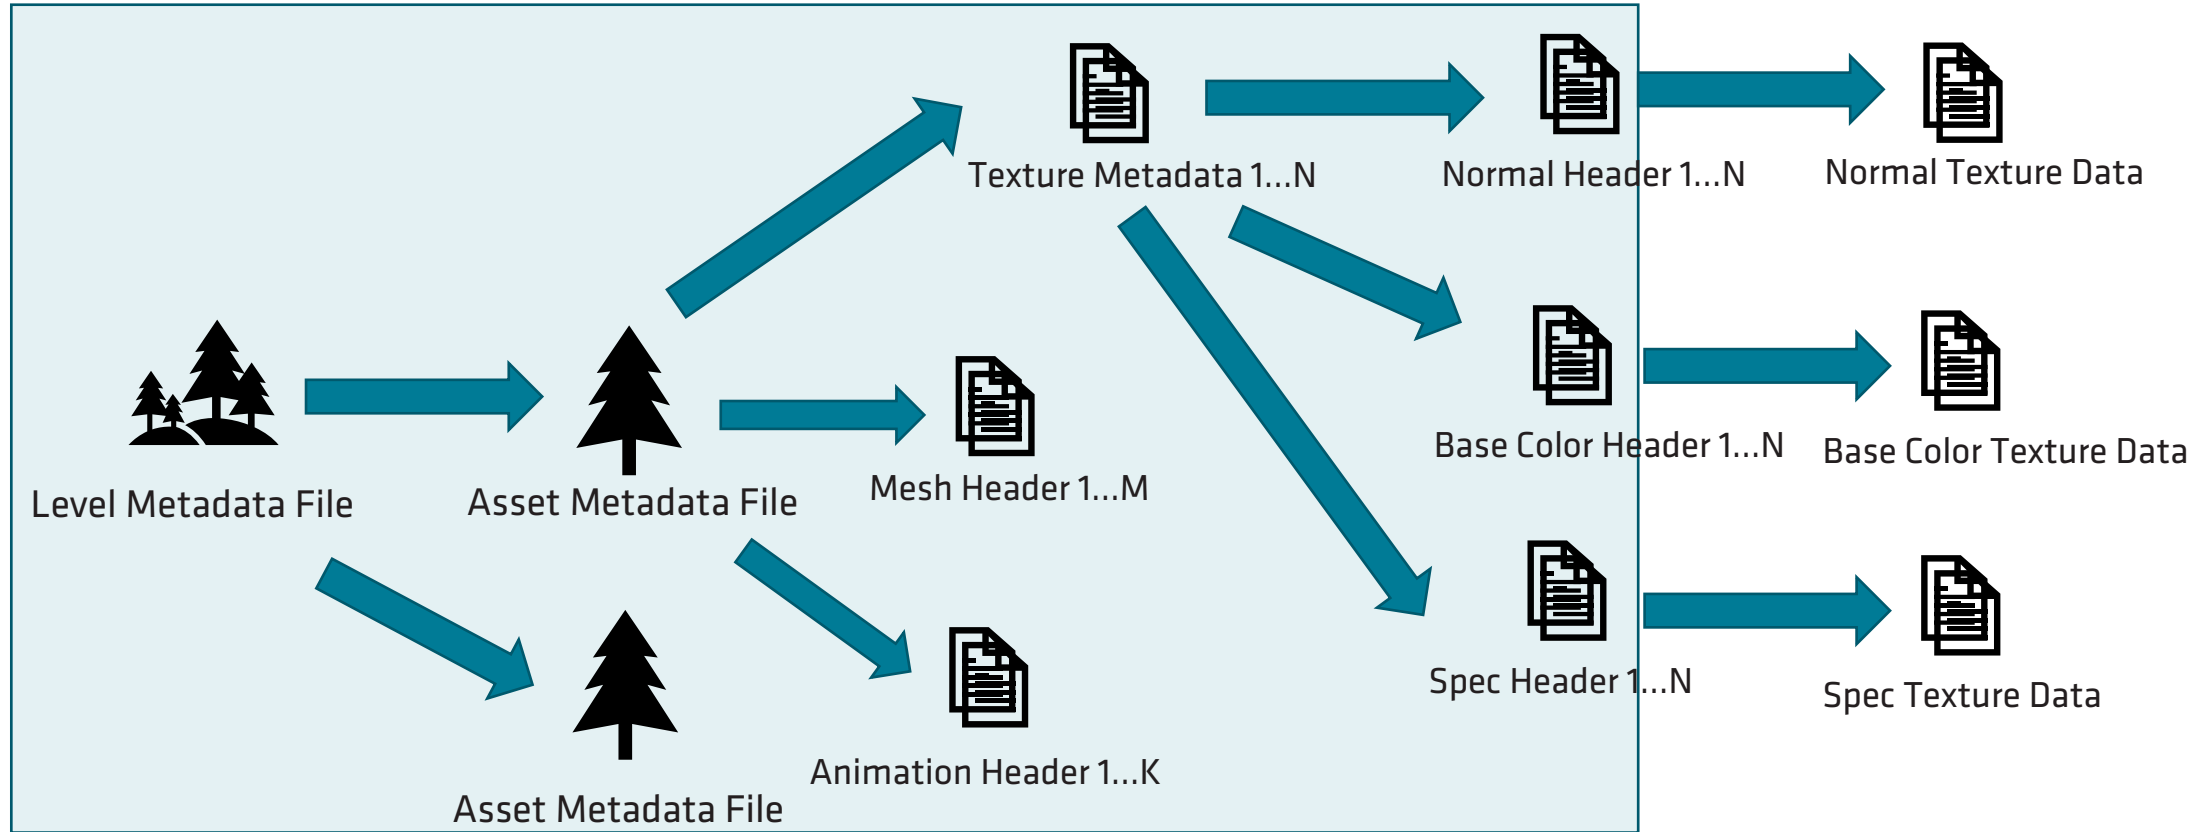 Texture Metadata 1...N
Normal Header 1...N
Normal Texture Data
Level Metadata File
Asset Metadata File
Mesh Header 1...M
Base Color Header 1...N
Base Color Texture Data
Spec Header 1...N
Spec Texture Data
Animation Header 1...K
Asset Metadata File